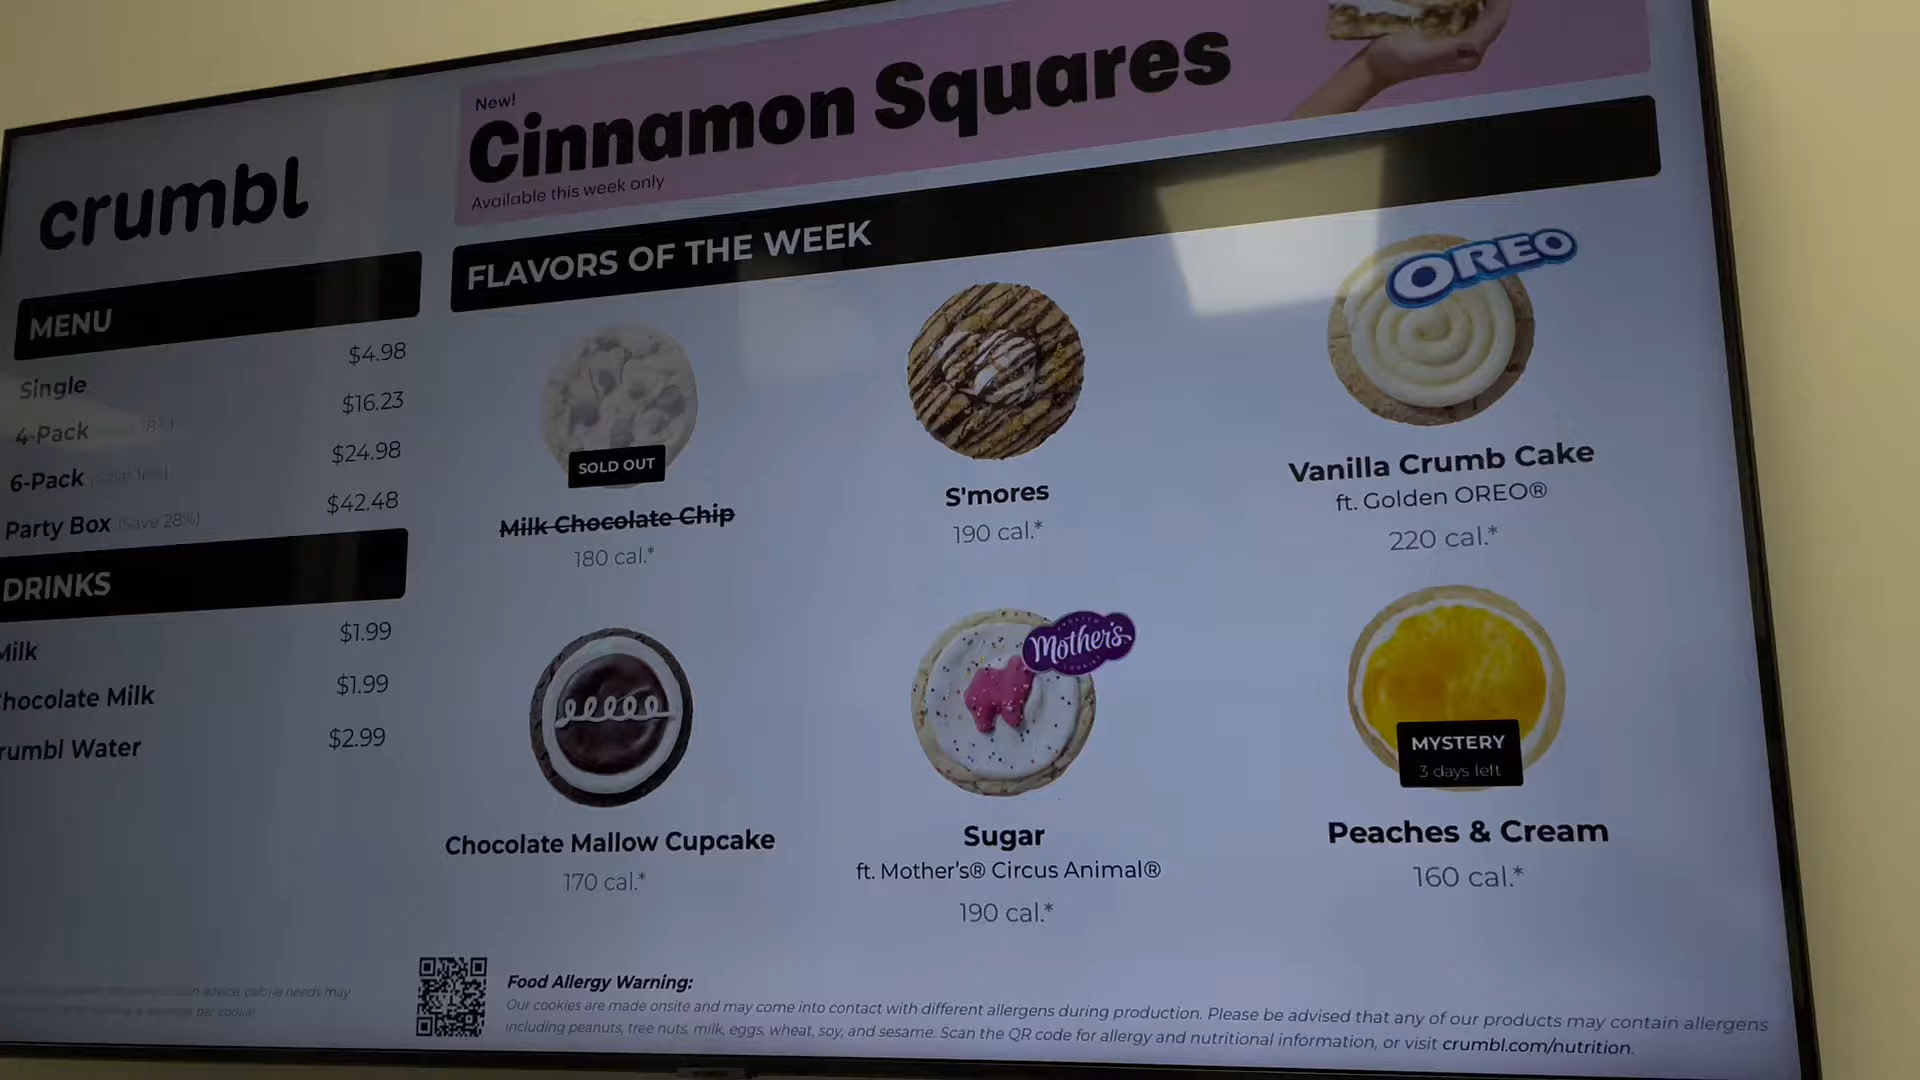 crumbl
New!
Cinnamon Squares
Available this week only
MENU
Single $4.98
4-Pack $16.23
6-Pack $24.98
Party Box (Save 28%) $42.48
DRINKS
Milk $1.99
hocolate Milk $1.99
rumbl Water $2.99
FLAVORS OF THE WEEK
SOLD OUT
Milk Chocolate Chip
180 cal.*
S'mores
190 cal.*
OREO
Vanilla Crumb Cake
ft. Golden OREO®
220 cal.*
Chocolate Mallow Cupcake
170 cal.*
Mother's
Sugar
ft. Mother's® Circus Animal®
190 cal.*
MYSTERY
3 days left
Peaches & Cream
160 cal.*
advice, calorie needs may
per cookie
Food Allergy Warning:
Our cookies are made onsite and may come into contact with different allergens during production. Please be advised that any of our products may contain allergens
including peanuts, tree nuts, milk, eggs, wheat, soy, and sesame. Scan the QR code for allergy and nutritional information, or visit crumbl.com/nutrition.